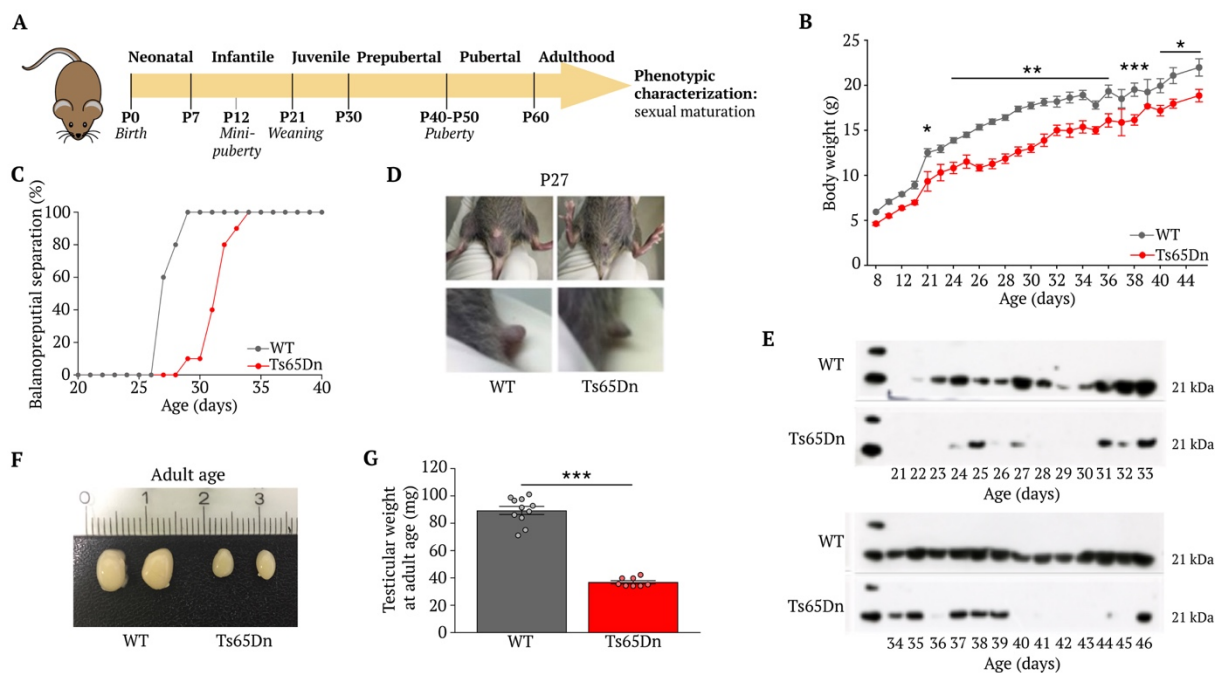 A
Neonatal Infantile Juvenile Prepubertal Pubertal Adulthood
P0 P7 P12 P21 P30 P40-P50 P60
Birth Mini-puberty Weaning Puberty
Phenotypic
characterization:
sexual maturation
B
Body weight (g)
25
20
15
10
5
0
*
**
***
*
WT
Ts65Dn
8 12 21 24 26 28 30 32 34 36 38 40 44
Age (days)
C
Balanopreputial separation (%)
100
80
60
40
20
0
WT
Ts65Dn
20 25 30 35 40
Age (days)
D
P27
WT Ts65Dn
E
WT 21 kDa
Ts65Dn 21 kDa
21 22 23 24 25 26 27 28 29 30 31 32 33
Age (days)
WT 21 kDa
Ts65Dn 21 kDa
34 35 36 37 38 39 40 41 42 43 44 45 46
Age (days)
F
Adult age
0 1 2 3
WT Ts65Dn
G
Testicular weight
at adult age (mg)
120
100
80
60
40
20
0
***
WT Ts65Dn